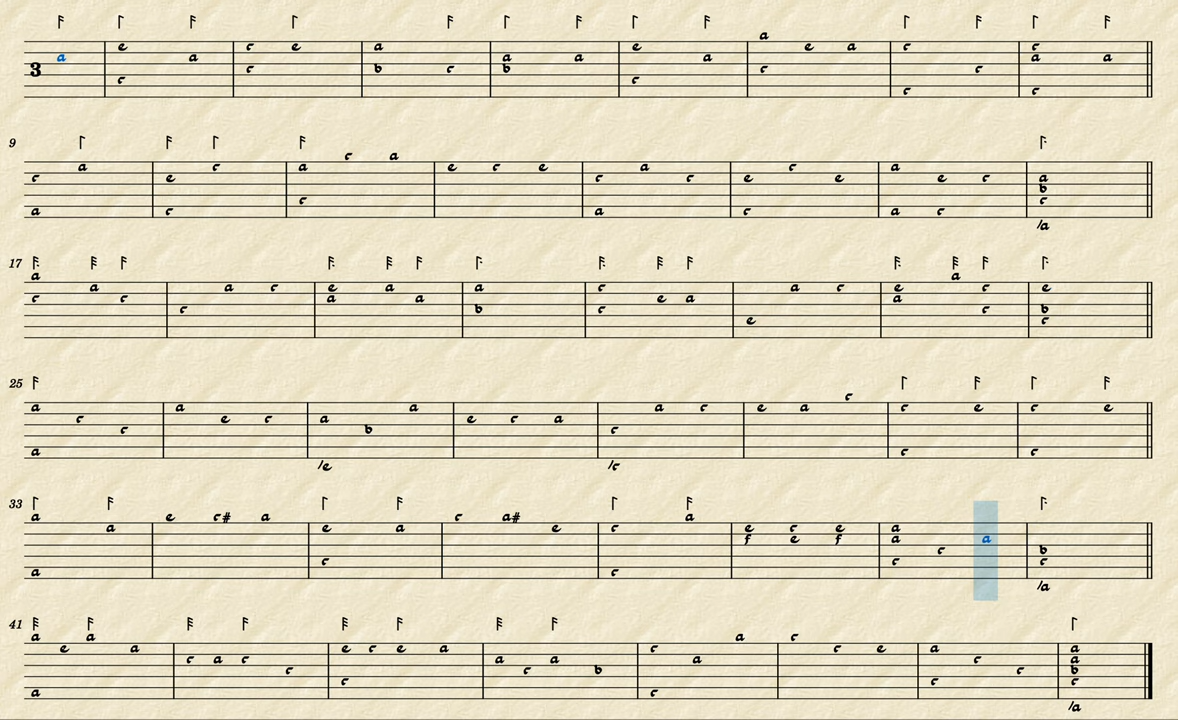 3 a e c a c c e a b c a b a e c a a c e a c c c c a c a
9 c a a e c c a c c a e c e c a a c e c c e a a e c c a b c /a
17 a c a c c a c e a a a a b c c e a e a c e a a c c e b c
25 a a c c a e c a /e b a e c a c /c a c e a c c c e c c e
33 a a a e c# a e c a c a# e c c a e f c e e f a a c c a b c /a
41 a a e a a c a c c e c c e a a c a b c c a a c c e a c c c a a b c /a